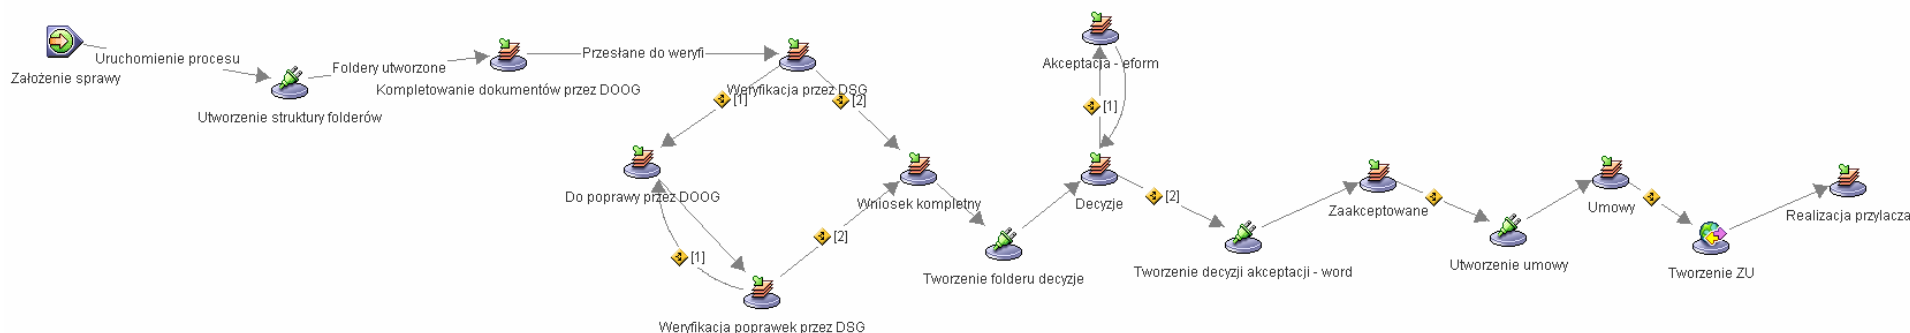 Założenie sprawy
Uruchomienie procesu
Utworzenie struktury folderów
Foldery utworzone
Kompletowanie dokumentów przez DOOG
Przesłane do weryfi
Weryfikacja przez DSG
[1]
[2]
Do poprawy przez DOOG
[1]
Weryfikacja poprawek przez DSG
[2]
Wniosek kompletny
Tworzenie folderu decyzje
Akceptacja - eform
[1]
Decyzje
[2]
Tworzenie decyzji akceptacji - word
Zaakceptowane
Utworzenie umowy
Umowy
Tworzenie ZU
Realizacja przylacza